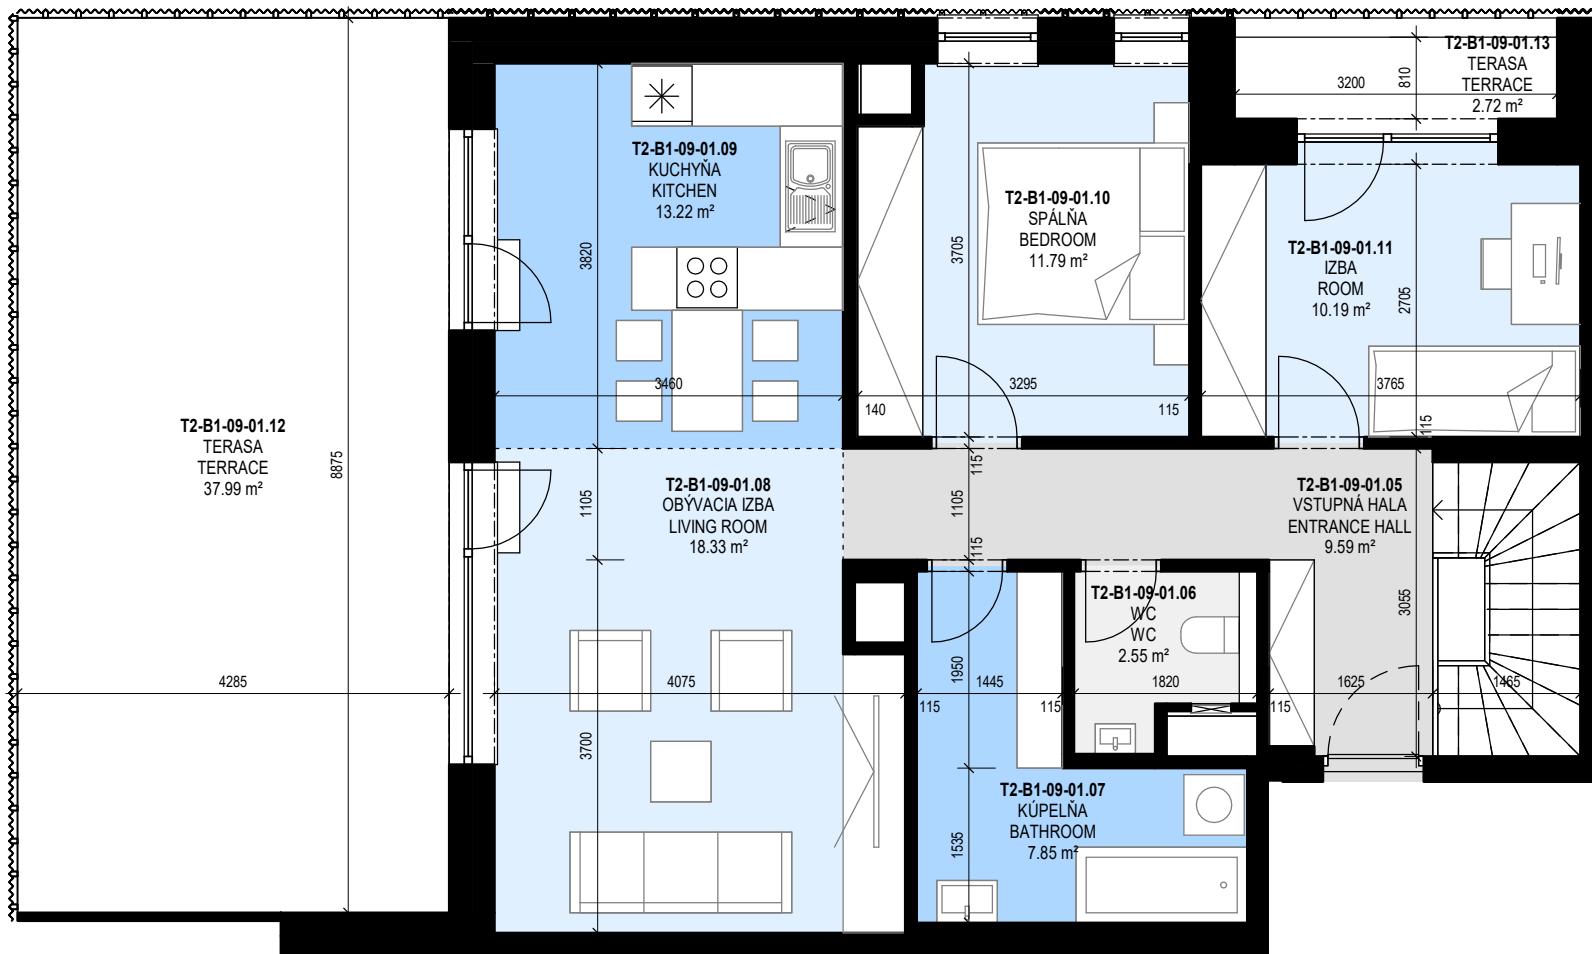 T2-B1-09-01.13
TERASA
TERRACE
2.72 m²
810
3200
T2-B1-09-01.09
KUCHYŇA
KITCHEN
13.22 m²
3820
3460
T2-B1-09-01.10
SPÁLŇA
BEDROOM
11.79 m²
3705
3295
140
115
T2-B1-09-01.11
IZBA
ROOM
10.19 m²
2705
3765
115
T2-B1-09-01.12
TERASA
TERRACE
37.99 m²
8875
4285
T2-B1-09-01.08
OBÝVACIA IZBA
LIVING ROOM
18.33 m²
1105
4075
3700
115
1105
115
T2-B1-09-01.05
VSTUPNÁ HALA
ENTRANCE HALL
9.59 m²
3055
1625
1465
115
T2-B1-09-01.06
WC
WC
2.55 m²
1820
1950
1445
115
115
T2-B1-09-01.07
KÚPELŇA
BATHROOM
7.85 m²
1535